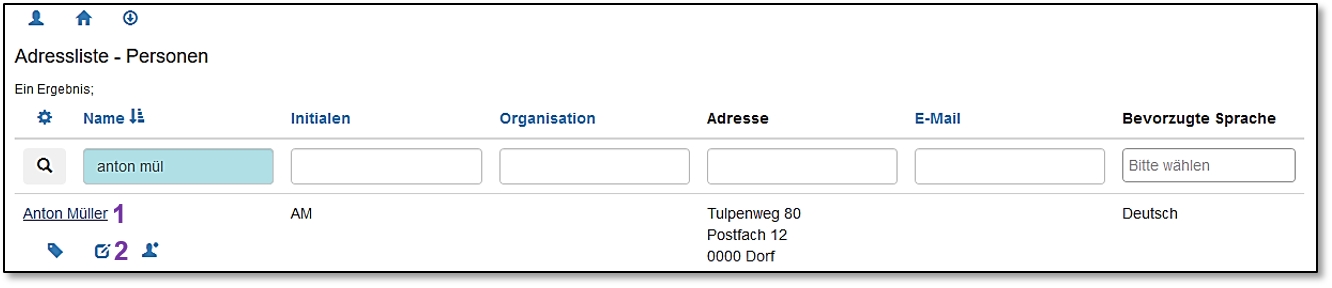 Adressliste - Personen
Ein Ergebnis;
Name Initialen Organisation Adresse E-Mail Bevorzugte Sprache
anton mül Bitte wählen
Anton Müller 1 AM Tulpenweg 80 Deutsch
Postfach 12
2 0000 Dorf